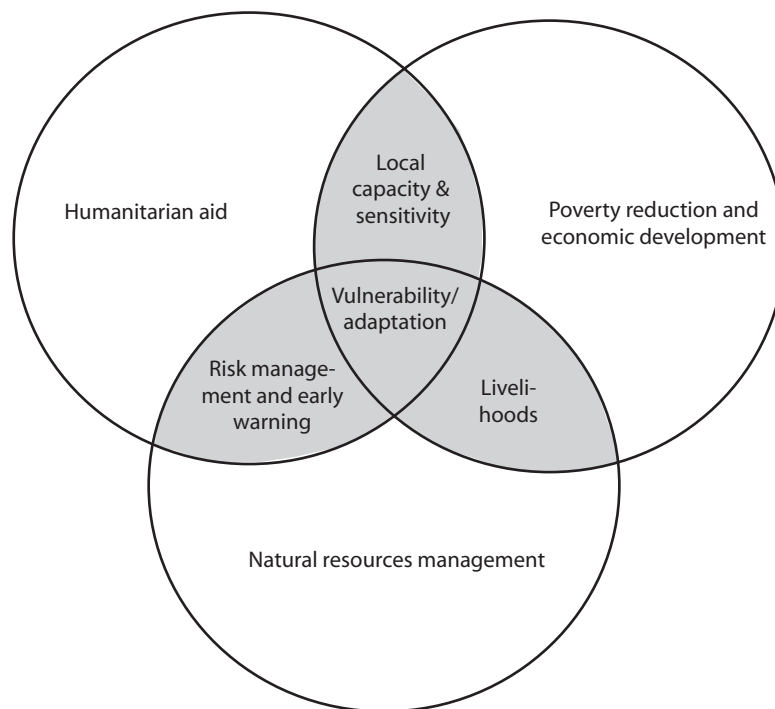 Local
capacity &
sensitivity
Humanitarian aid
Poverty reduction and
economic development
Vulnerability/
adaptation
Risk manage-
ment and early
warning
Liveli-
hoods
Natural resources management